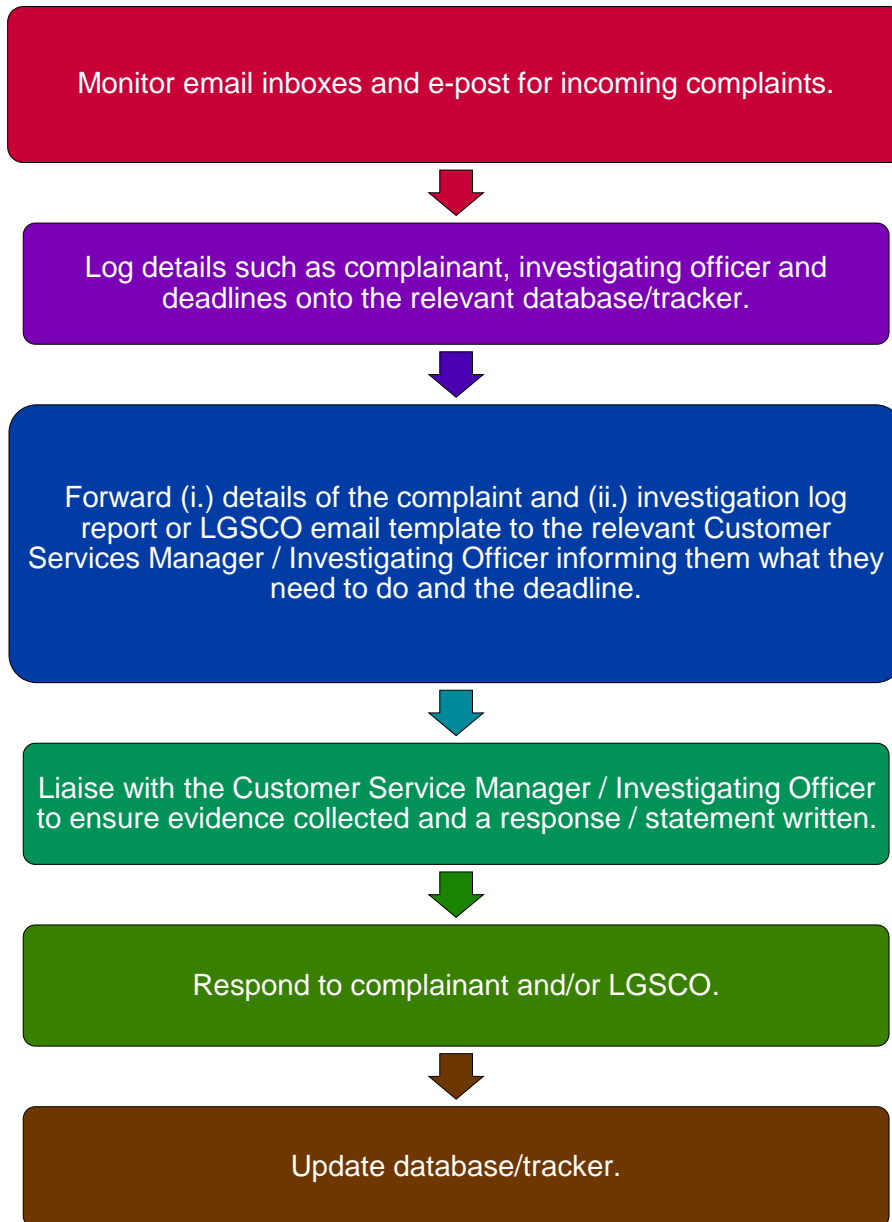 Monitor email inboxes and e-post for incoming complaints.
Log details such as complainant, investigating officer and
deadlines onto the relevant database/tracker.
Forward (i.) details of the complaint and (ii.) investigation log
report or LGSCO email template to the relevant Customer
Services Manager / Investigating Officer informing them what they
need to do and the deadline.
Liaise with the Customer Service Manager / Investigating Officer
to ensure evidence collected and a response / statement written.
Respond to complainant and/or LGSCO.
Update database/tracker.